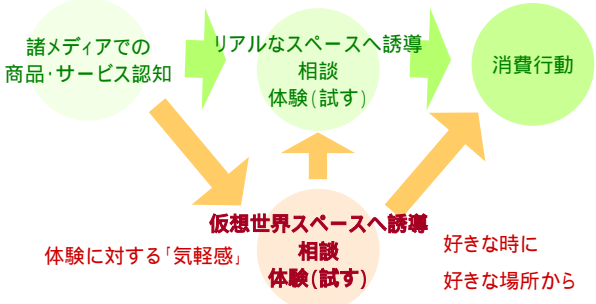 諸メディアでの
商品・サービス認知
リアルなスペースへ誘導
相談
体験(試す)
消費行動
仮想世界スペースへ誘導
相談
体験(試す)
体験に対する「気軽感」
好きな時に
好きな場所から